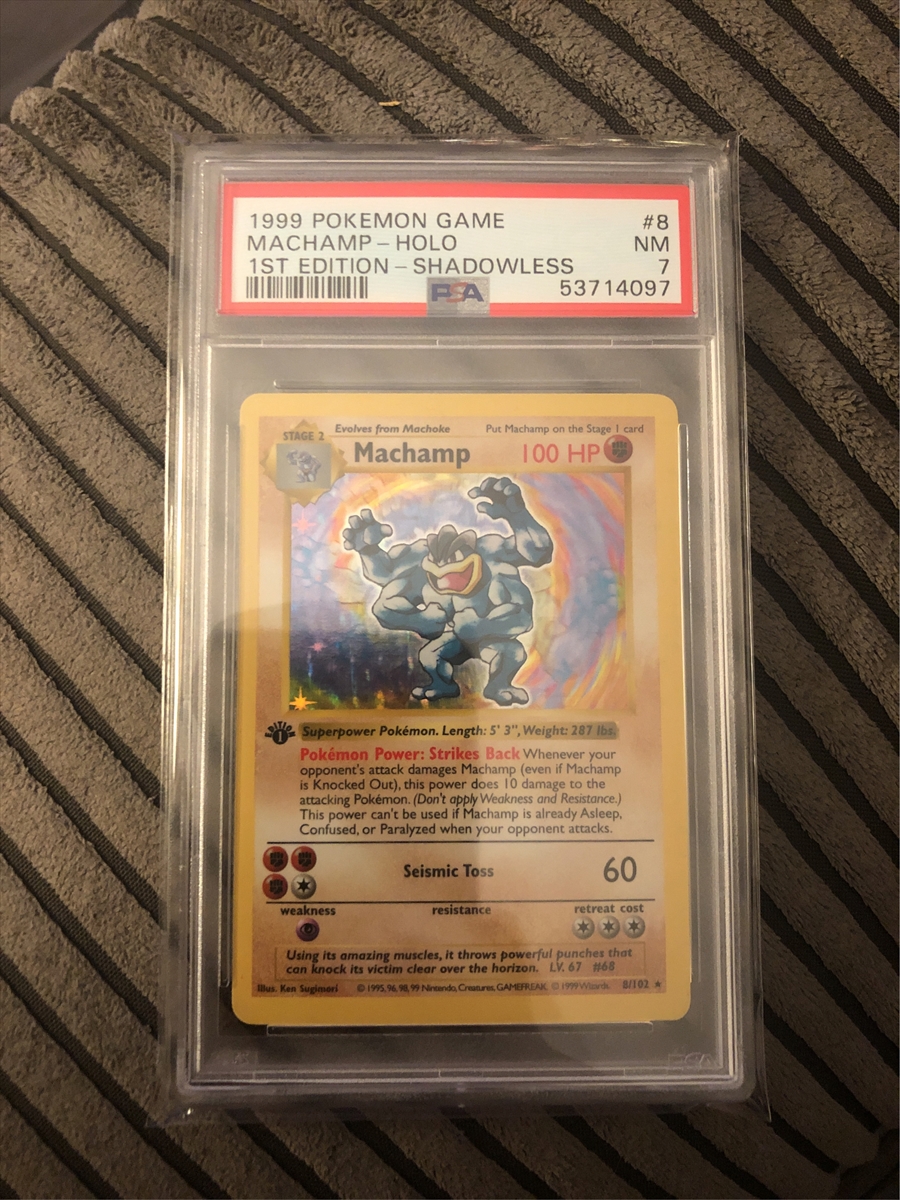 1999 POKEMON GAME #8
MACHAMP - HOLO NM
1ST EDITION - SHADOWLESS 7
PSA 53714097
Evolves from Machoke Put Machamp on the Stage 1 card
STAGE 2
Machamp 100 HP
EDITION 1
Superpower Pokémon. Length: 5' 3", Weight: 287 lbs.
Pokémon Power: Strikes Back Whenever your
opponent's attack damages Machamp (even if Machamp
is Knocked Out), this power does 10 damage to the
attacking Pokémon. (Don't apply Weakness and Resistance.)
This power can't be used if Machamp is already Asleep,
Confused, or Paralyzed when your opponent attacks.
Seismic Toss 60
weakness resistance retreat cost
Using its amazing muscles, it throws powerful punches that
can knock its victim clear over the horizon. LV. 67 #68
Illus. Ken Sugimori © 1995, 96, 98, 99 Nintendo, Creatures, GAMEFREAK. © 1999 Wizards. 8/102 ★